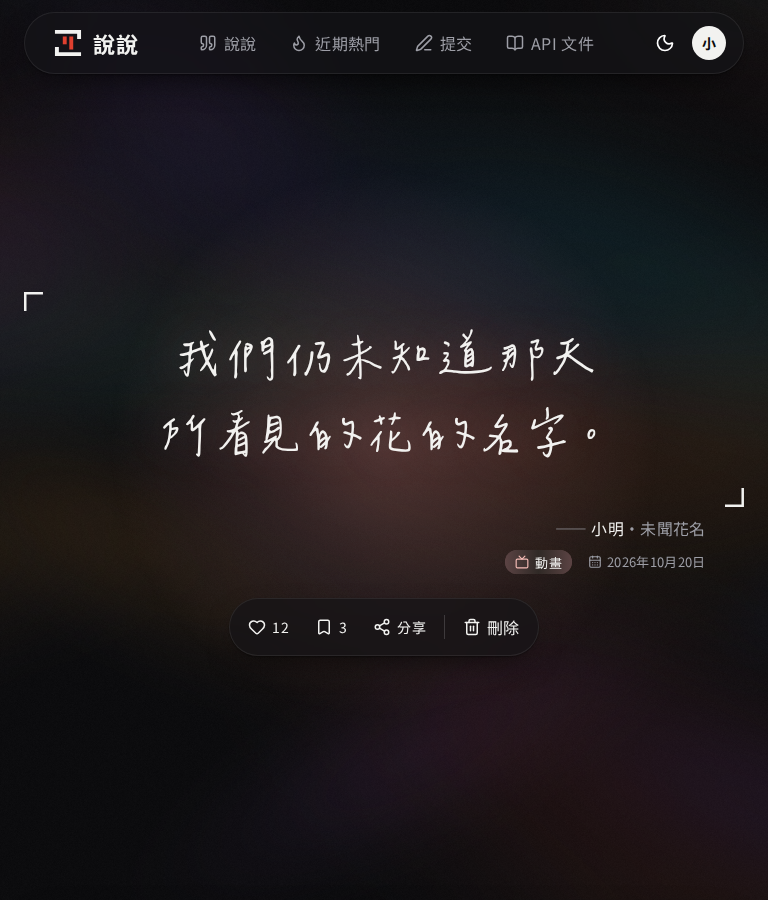 說說
說說
近期熱門
提交
API 文件
小
我們仍未知道那天
所看見的花的名字。
—— 小明・未聞花名
動畫
2026年10月20日
12
3
分享
刪除